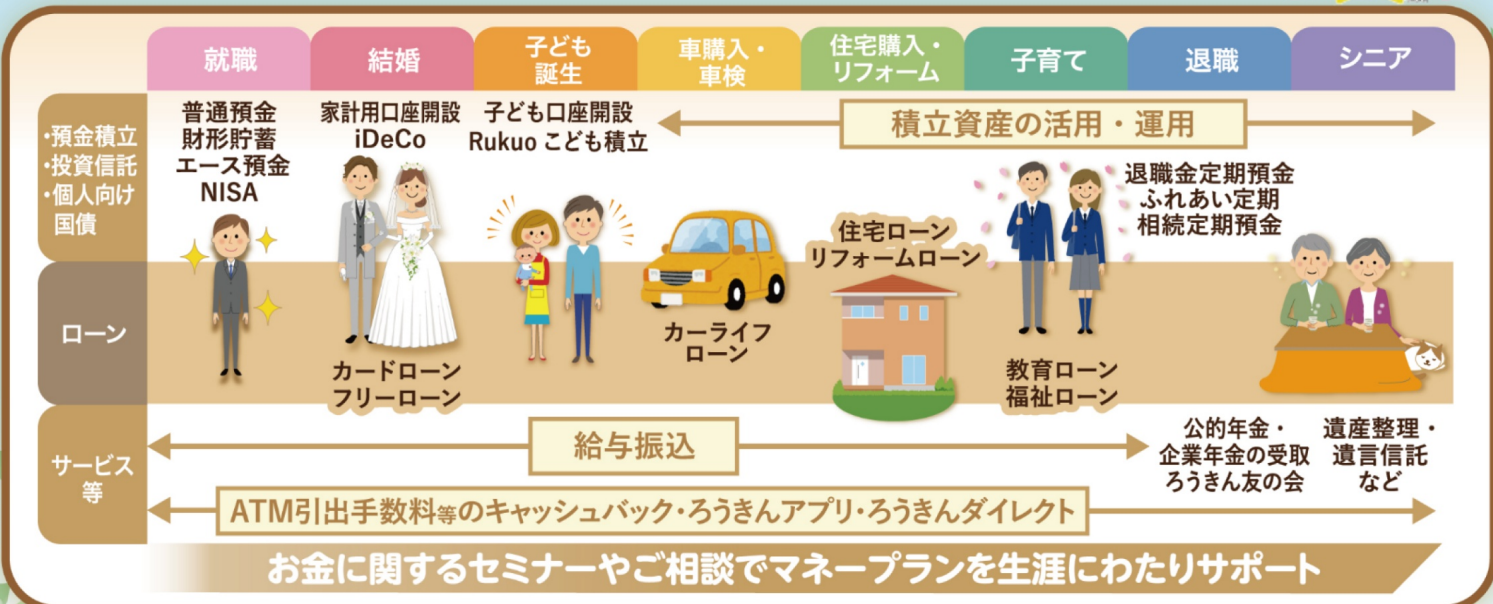 就職
結婚
子ども
誕生
車購入・
車検
住宅購入・
リフォーム
子育て
退職
シニア
・預金積立
・投資信託
・個人向け
国債
普通預金
財形貯蓄
エース預金
NISA
家計用口座開設
iDeCo
子ども口座開設
Rukuo こども積立
積立資産の活用・運用
退職金定期預金
ふれあい定期
相続定期預金
ローン
カードローン
フリーローン
カーライフ
ローン
住宅ローン
リフォームローン
教育ローン
福祉ローン
サービス
等
給与振込
公的年金・
企業年金の受取
ろうきん友の会
遺産整理・
遺言信託
など
ATM引出手数料等のキャッシュバック・ろうきんアプリ・ろうきんダイレクト
お金に関するセミナーやご相談でマネープランを生涯にわたりサポート